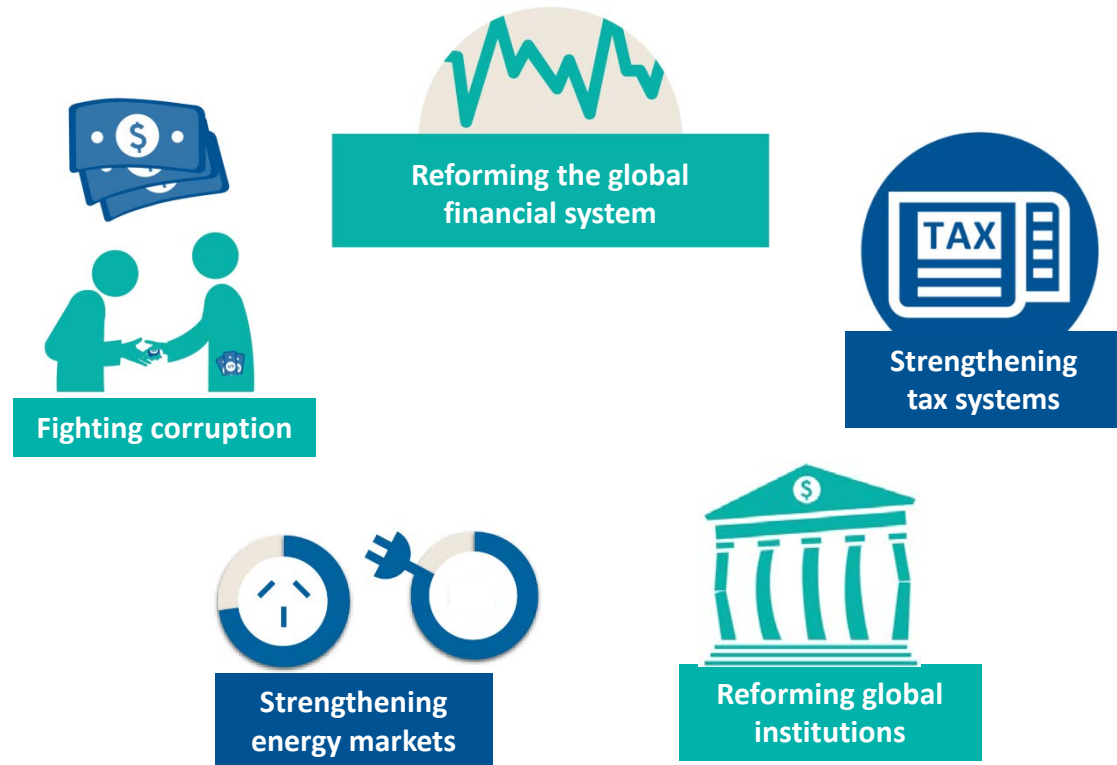 $
Reforming the global
financial system
TAX
Strengthening
tax systems
Fighting corruption
$
Reforming global
institutions
Strengthening
energy markets